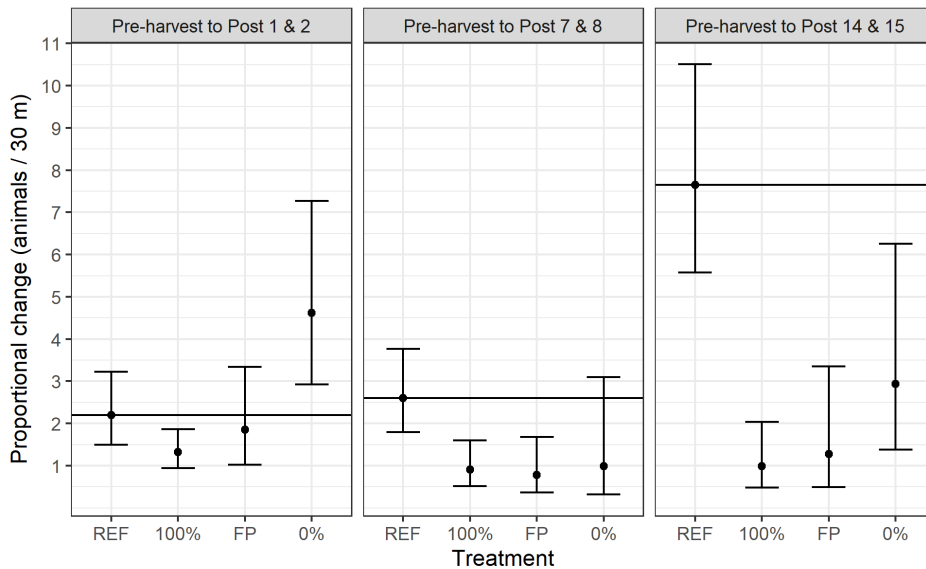 Pre-harvest to Post 1 & 2 Pre-harvest to Post 7 & 8 Pre-harvest to Post 14 & 15
Proportional change (animals / 30 m)
11
10
9
8
7
6
5
4
3
2
1
REF 100% FP 0% REF 100% FP 0% REF 100% FP 0%
Treatment